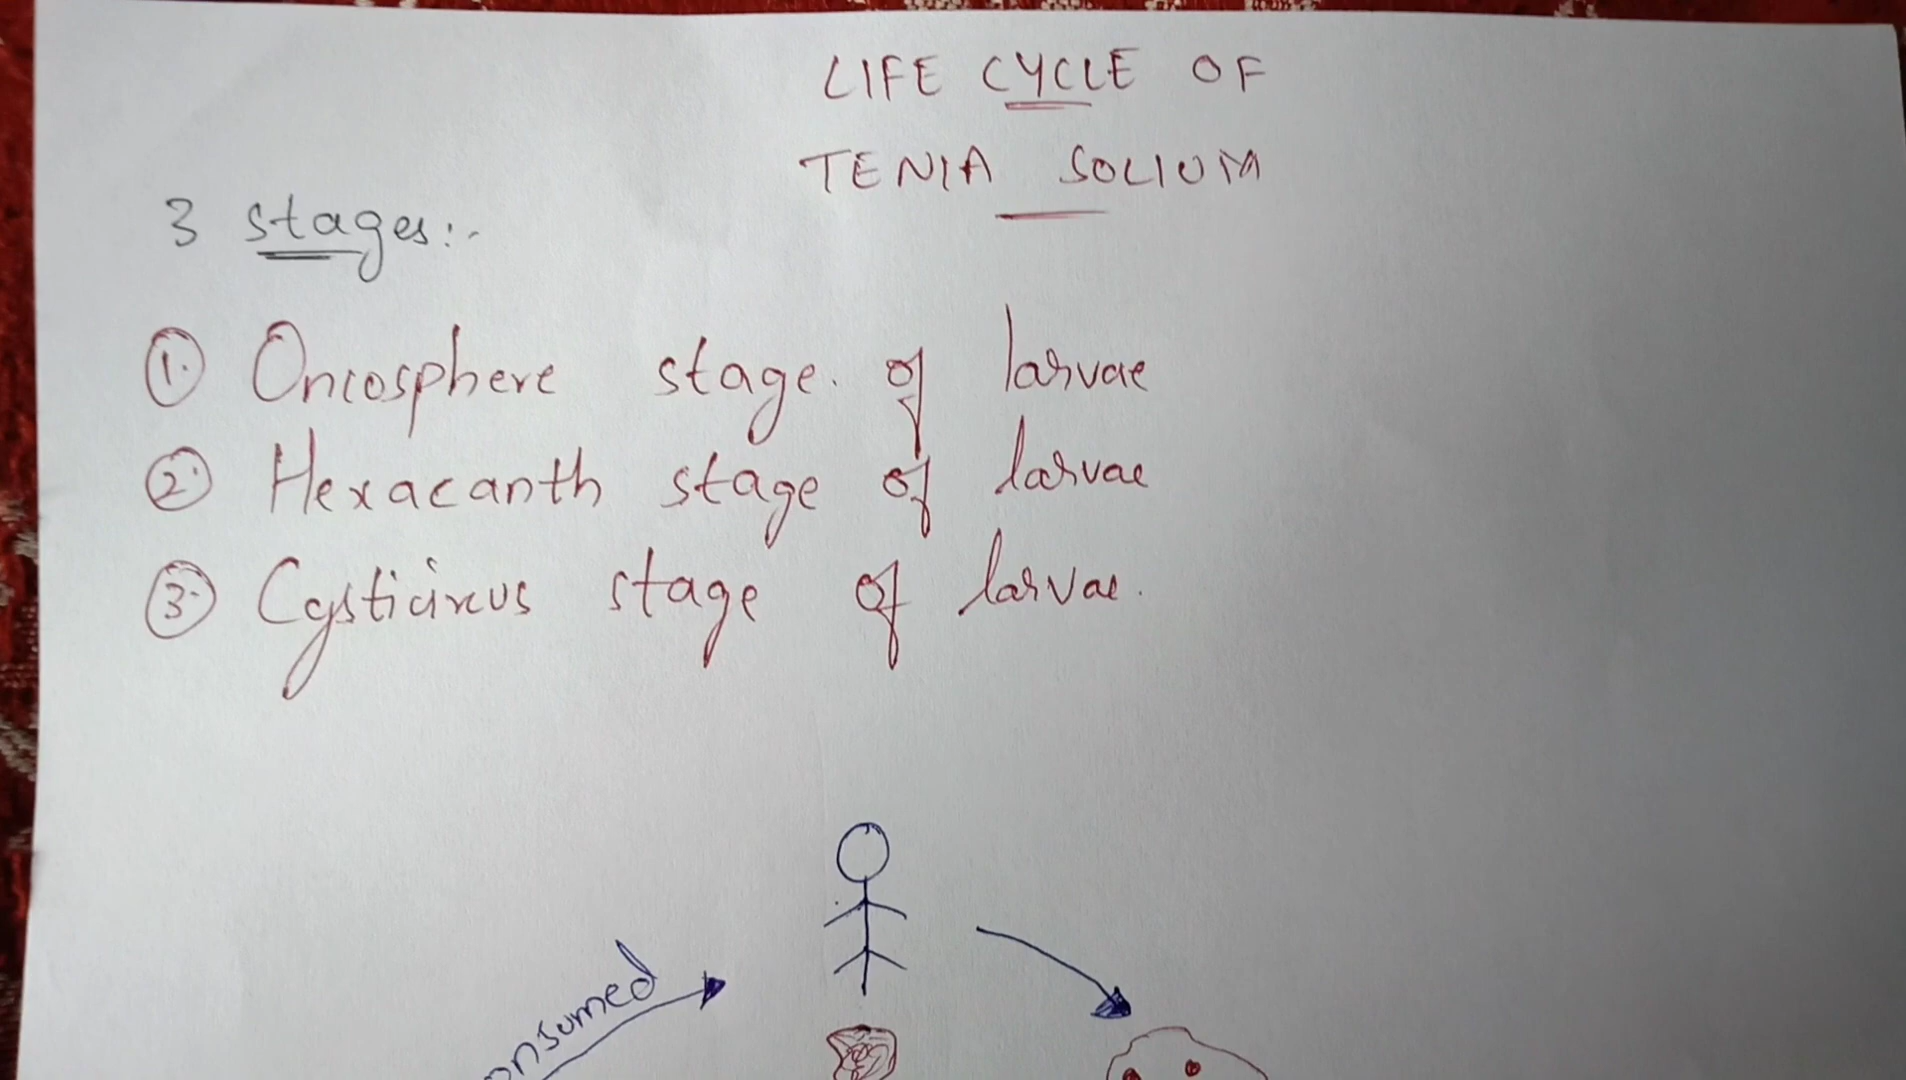 LIFE CYCLE OF
TENIA SOLIUM
3 stages:-
1. Oncosphere stage. of larvae
2. Hexacanth stage of larvae
3. Cysticircus stage of larvae.
onsumed